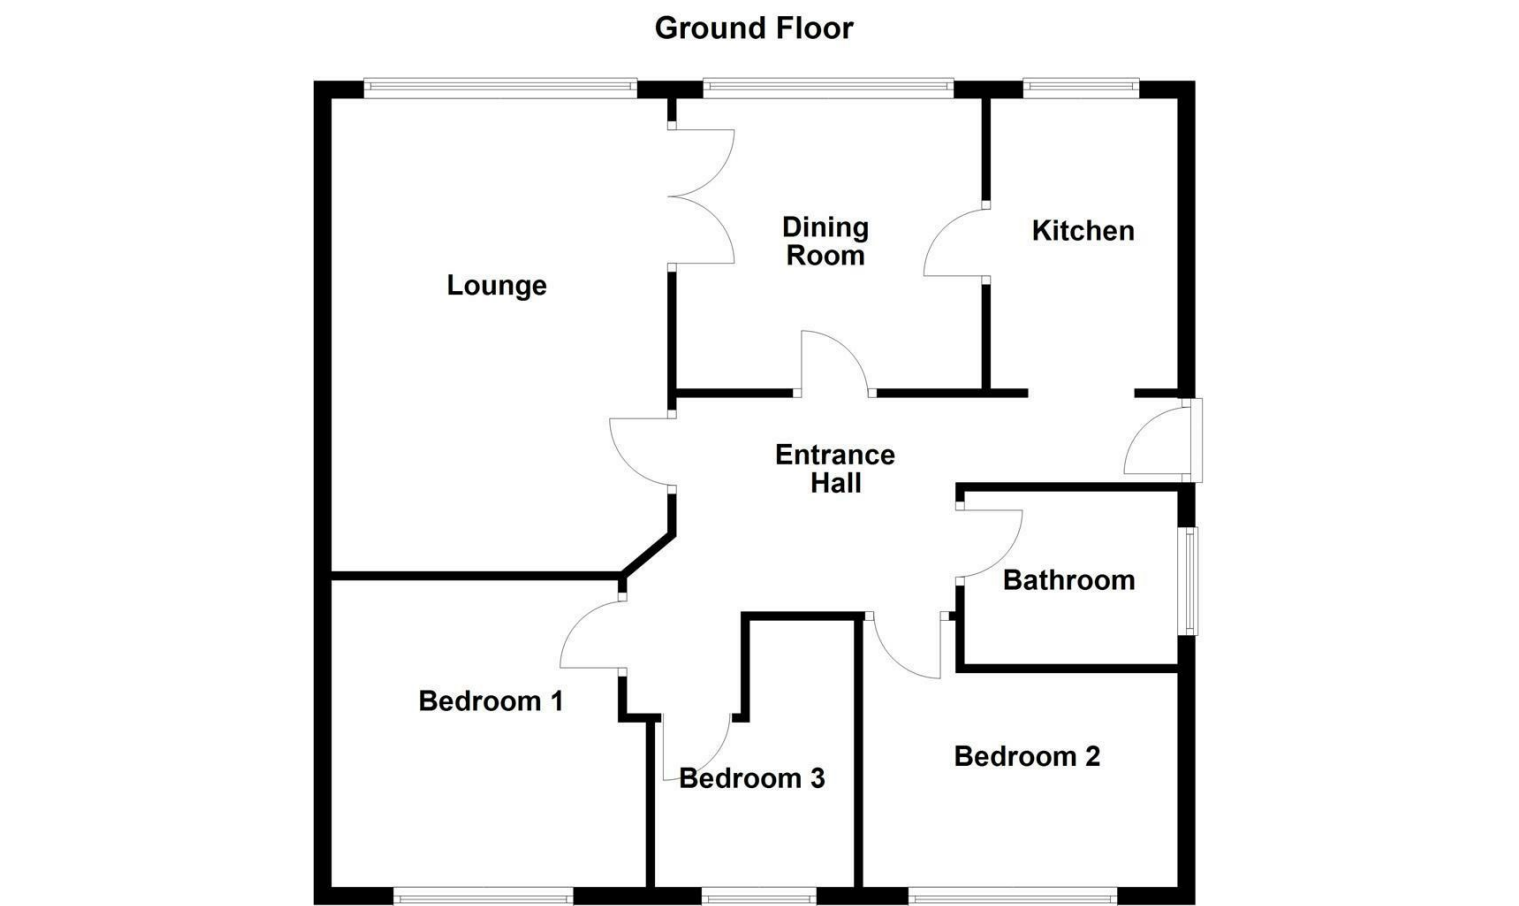 Ground Floor
Dining
Room
Kitchen
Lounge
Entrance
Hall
Bathroom
Bedroom 1
Bedroom 2
Bedroom 3